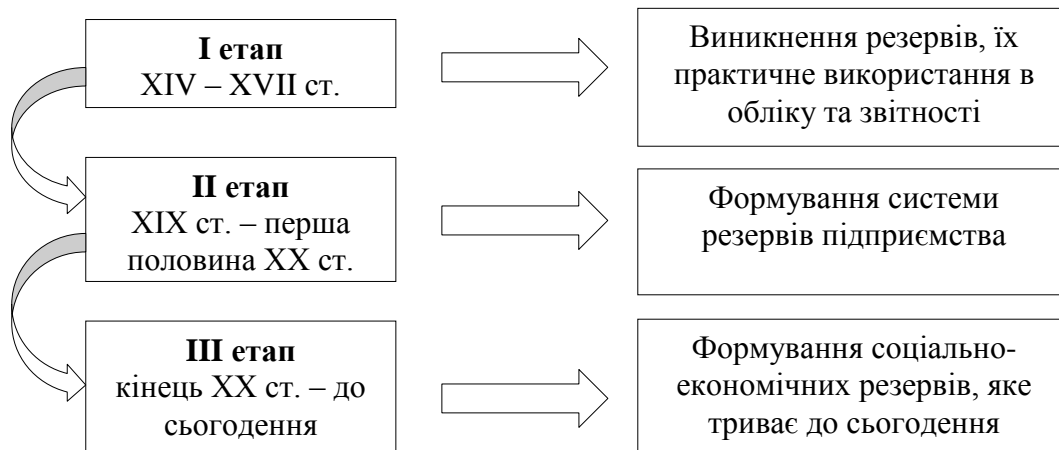 І етап
XIV – XVII ст.
Виникнення резервів, їх
практичне використання в
обліку та звітності
ІІ етап
XIX ст. – перша
половина XX ст.
Формування системи
резервів підприємства
ІІІ етап
кінець XX ст. – до
сьогодення
Формування соціально-
економічних резервів, яке
триває до сьогодення